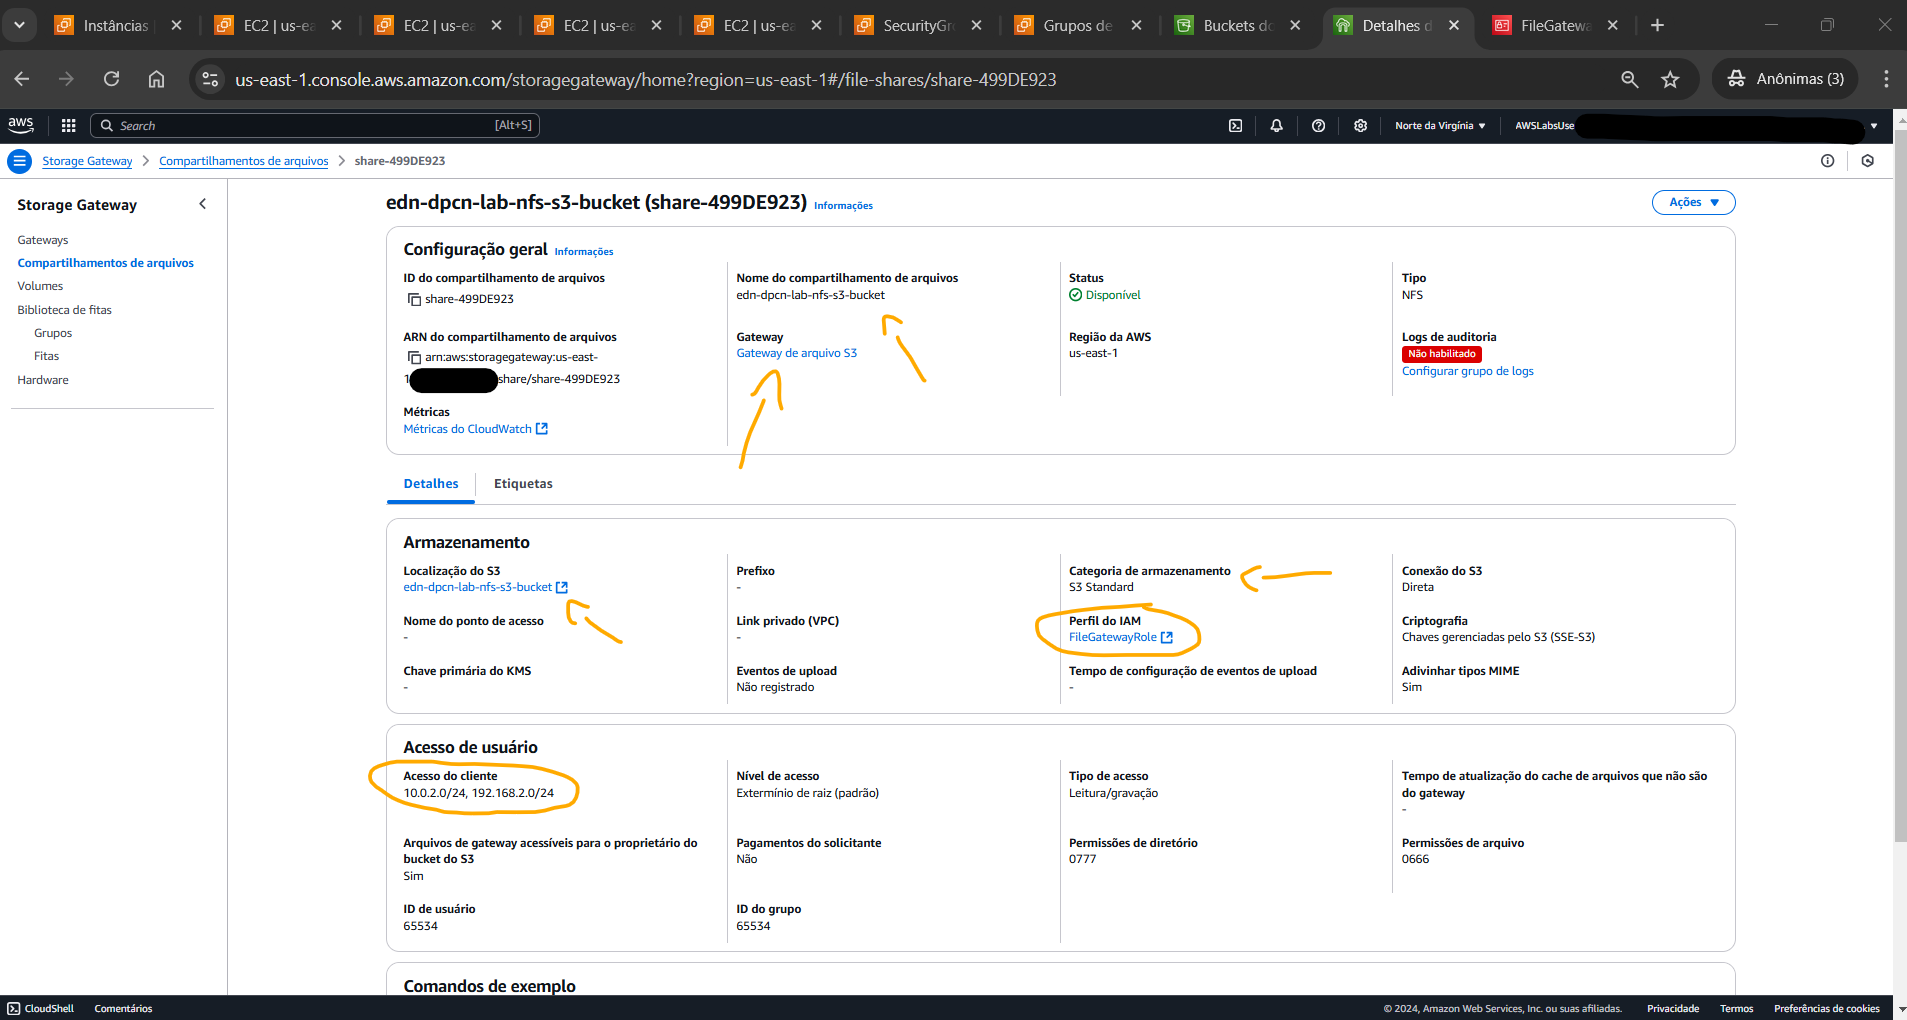 Instâncias
EC2 | us-ea
EC2 | us-ea
EC2 | us-ea
EC2 | us-ea
SecurityGr
Grupos de
Buckets do
Detalhes d
FileGatewa
us-east-1.console.aws.amazon.com/storagegateway/home?region=us-east-1#/file-shares/share-499DE923
Anônimas (3)
aws
Search
[Alt+S]
Norte da Virgínia
AWSLabsUse
Storage Gateway
Compartilhamentos de arquivos
share-499DE923
Storage Gateway
Gateways
Compartilhamentos de arquivos
Volumes
Biblioteca de fitas
Grupos
Fitas
Hardware
edn-dpcn-lab-nfs-s3-bucket (share-499DE923) Informações
Ações
Configuração geral Informações
ID do compartilhamento de arquivos
share-499DE923
ARN do compartilhamento de arquivos
arn:aws:storagegateway:us-east-
1 share/share-499DE923
Métricas
Métricas do CloudWatch
Nome do compartilhamento de arquivos
edn-dpcn-lab-nfs-s3-bucket
Gateway
Gateway de arquivo S3
Status
Disponível
Região da AWS
us-east-1
Tipo
NFS
Logs de auditoria
Não habilitado
Configurar grupo de logs
Detalhes
Etiquetas
Armazenamento
Localização do S3
edn-dpcn-lab-nfs-s3-bucket
Nome do ponto de acesso
-
Chave primária do KMS
-
Prefixo
-
Link privado (VPC)
-
Eventos de upload
Não registrado
Categoria de armazenamento
S3 Standard
Perfil do IAM
FileGatewayRole
Tempo de configuração de eventos de upload
-
Conexão do S3
Direta
Criptografia
Chaves gerenciadas pelo S3 (SSE-S3)
Adivinhar tipos MIME
Sim
Acesso de usuário
Acesso do cliente
10.0.2.0/24, 192.168.2.0/24
Nível de acesso
Extermínio de raiz (padrão)
Tipo de acesso
Leitura/gravação
Tempo de atualização do cache de arquivos que não são
do gateway
-
Arquivos de gateway acessíveis para o proprietário do
bucket do S3
Sim
Pagamentos do solicitante
Não
Permissões de diretório
0777
Permissões de arquivo
0666
ID de usuário
65534
ID do grupo
65534
Comandos de exemplo
CloudShell
Comentários
© 2024, Amazon Web Services, Inc. ou suas afiliadas.
Privacidade
Termos
Preferências de cookies